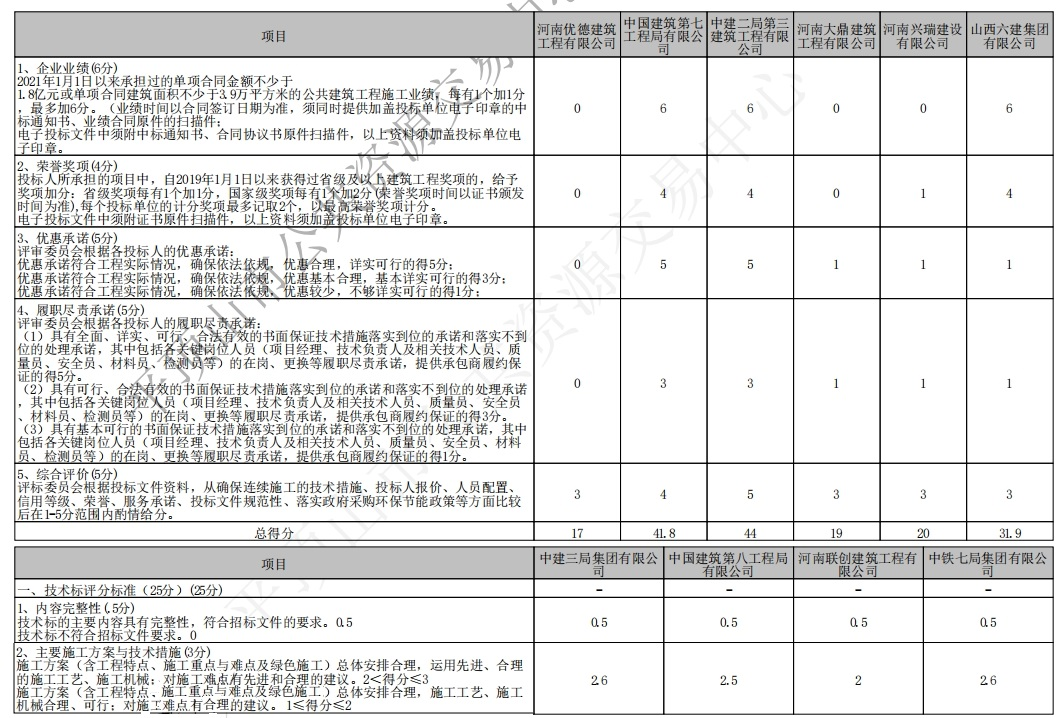 项目
河南优德建筑工程有限公司
中国建筑第七工程局有限公司
中建二局第三建筑工程有限公司
河南大鼎建筑工程有限公司
河南兴瑞建设有限公司
山西六建集团有限公司
1、企业业绩(6分)
2021年1月1日以来承担过的单项合同金额不少于
1.8亿元或单项合同建筑面积不少于3.9万平方米的公共建筑工程施工业绩，每有1个加1分
，最多加6分。（业绩时间以合同签订日期为准，须同时提供加盖投标单位电子印章的中
标通知书、业绩合同原件的扫描件；
电子投标文件中须附中标通知书、合同协议书原件扫描件，以上资料须加盖投标单位电
子印章。
0 6 6 0 0 6
2、荣誉奖项(4分)
投标人所承担的项目中，自2019年1月1日以来获得过省级及以上建筑工程奖项的，给予
奖项加分，省级奖项每有1个加1分，国家级奖项每有1个加2分(荣誉奖项时间以证书颁发
时间为准),每个投标单位的计分奖项最多记取2个，以最高荣誉奖项计分。
电子投标文件中须附证书原件扫描件，以上资料须加盖投标单位电子印章。
0 4 4 0 1 4
3、优惠承诺(5分)
评审委员会根据各投标人的优惠承诺：
优惠承诺符合工程实际情况，确保依法依规，优惠合理，详实可行的得5分；
优惠承诺符合工程实际情况，确保依法依规，优惠基本合理，基本详实可行的得3分；
优惠承诺符合工程实际情况，确保依法依规，优惠较少，不够详实可行的得1分；
0 5 5 1 1 1
4、履职尽责承诺(5分)
评审委员会根据各投标人的履职尽责承诺：
（1）具有全面、详实、可行、合法有效的书面保证技术措施落实到位的承诺和落实不到
位的处理承诺，其中包括各关键岗位人员（项目经理、技术负责人及相关技术人员、质
量员、安全员、材料员、检测员等）的在岗、更换等履职尽责承诺，提供承包商履约保
证的得5分。
（2）具有可行、合法有效的书面保证技术措施落实到位的承诺和落实不到位的处理承诺
，其中包括各关键岗位人员（项目经理、技术负责人及相关技术人员、质量员、安全员
、材料员、检测员等）的在岗、更换等履职尽责承诺，提供承包商履约保证的得3分。
（3）具有基本可行的书面保证技术措施落实到位的承诺和落实不到位的处理承诺，其中
包括各关键岗位人员（项目经理、技术负责人及相关技术人员、质量员、安全员、材料
员、检测员等）的在岗、更换等履职尽责承诺，提供承包商履约保证的得1分。
0 3 3 1 1 1
5、综合评价(5分)
评标委员会根据投标文件资料，从确保连续施工的技术措施、投标人报价、人员配置、
信用等级、荣誉、服务承诺、投标文件规范性、落实政府采购环保节能政策等方面比较
后在1-5分范围内酌情给分。
3 4 5 3 3 3
总得分 17 41.8 44 19 20 31.9
项目
中建三局集团有限公司
中国建筑第八工程局有限公司
河南联创建筑工程有限公司
中铁七局集团有限公司
一、技术标评分标准（25分）(25分) - - - -
1、内容完整性(.5分)
技术标的主要内容具有完整性，符合招标文件的要求。0.5
技术标不符合招标文件要求。0
0.5 0.5 0.5 0.5
2、主要施工方案与技术措施(3分)
施工方案（含工程特点、施工重点与难点及绿色施工）总体安排合理，运用先进、合理
的施工工艺、施工机械；对施工难点有先进和合理的建议。2＜得分≤3
施工方案（含工程特点、施工重点与难点及绿色施工）总体安排合理，施工工艺、施工
机械合理、可行；对施工难点有合理的建议。1≤得分≤2
2.6 2.5 2 2.6
平顶山市公共资源交易中心